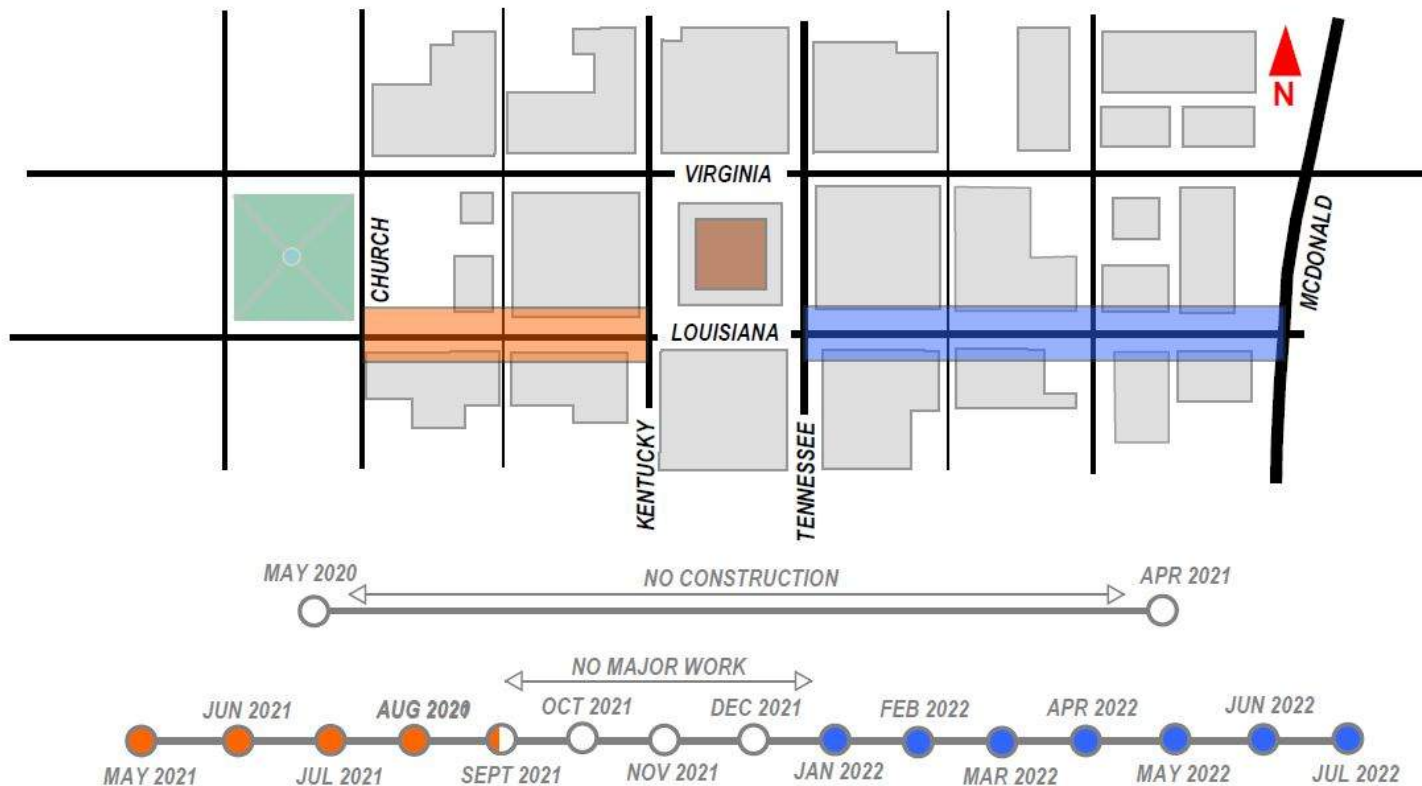 N
VIRGINIA
CHURCH
MCDONALD
LOUISIANA
KENTUCKY
TENNESSEE
MAY 2020
NO CONSTRUCTION
APR 2021
NO MAJOR WORK
JUN 2021
AUG
OCT 2021
DEC 2021
FEB 2022
APR 2022
JUN 2022
MAY 2021
JUL 2021
SEPT 2021
NOV 2021
JAN 2022
MAR 2022
MAY 2022
JUL 2022